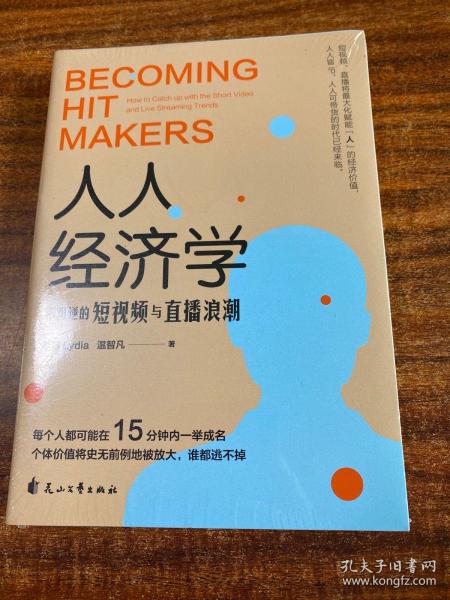 BECOMING
HIT
MAKERS
How to Catch up with the Short Video
and Live Streaming Trends
短视频、直播将最大化赋能“人”的经济价值，
人人皆IP、人人可带货的时代已经来临。
人人
经济学
的短视频与直播浪潮
Lydia 温智凡 著
每个人都可能在15分钟内一举成名
个体价值将史无前例地被放大，谁都逃不掉
花山文艺出版社
孔夫子旧书网
www.kongfz.com